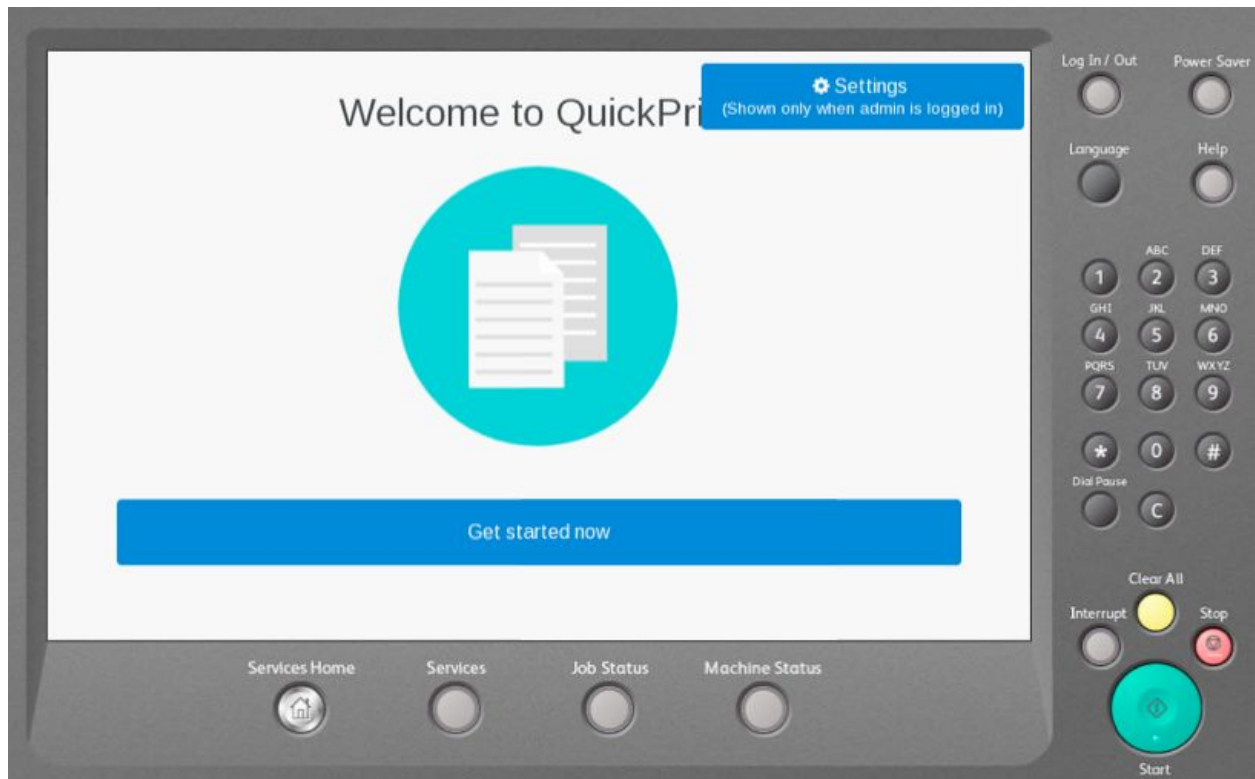 Welcome to QuickPri
Settings
(Shown only when admin is logged in)
Get started now
Services Home
Services
Job Status
Machine Status
Log In / Out
Power Saver
Language
Help
1
ABC
2
DEF
3
GHI
4
JKL
5
MNO
6
PQRS
7
TUV
8
WXYZ
9
*
0
#
Dial Pause
C
Clear All
Interrupt
Stop
Start